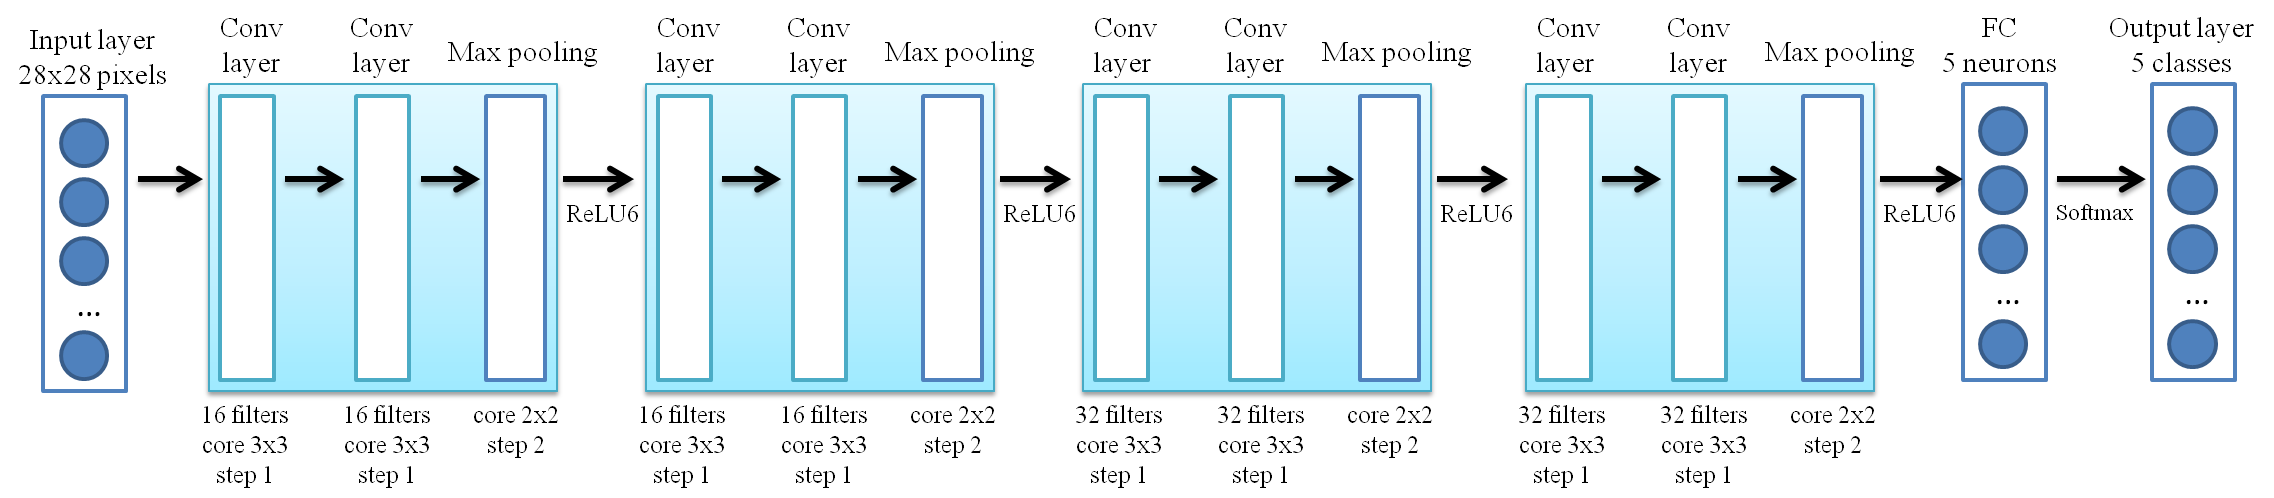 Input layer
28x28 pixels
Conv
layer
Conv
layer
Max pooling
Conv
layer
Conv
layer
Max pooling
Conv
layer
Conv
layer
Max pooling
Conv
layer
Conv
layer
Max pooling
FC
5 neurons
Output layer
5 classes
...
ReLU6
ReLU6
ReLU6
ReLU6
...
Softmax
...
16 filters
core 3x3
step 1
16 filters
core 3x3
step 1
core 2x2
step 2
16 filters
core 3x3
step 1
16 filters
core 3x3
step 1
core 2x2
step 2
32 filters
core 3x3
step 1
32 filters
core 3x3
step 1
core 2x2
step 2
32 filters
core 3x3
step 1
32 filters
core 3x3
step 1
core 2x2
step 2